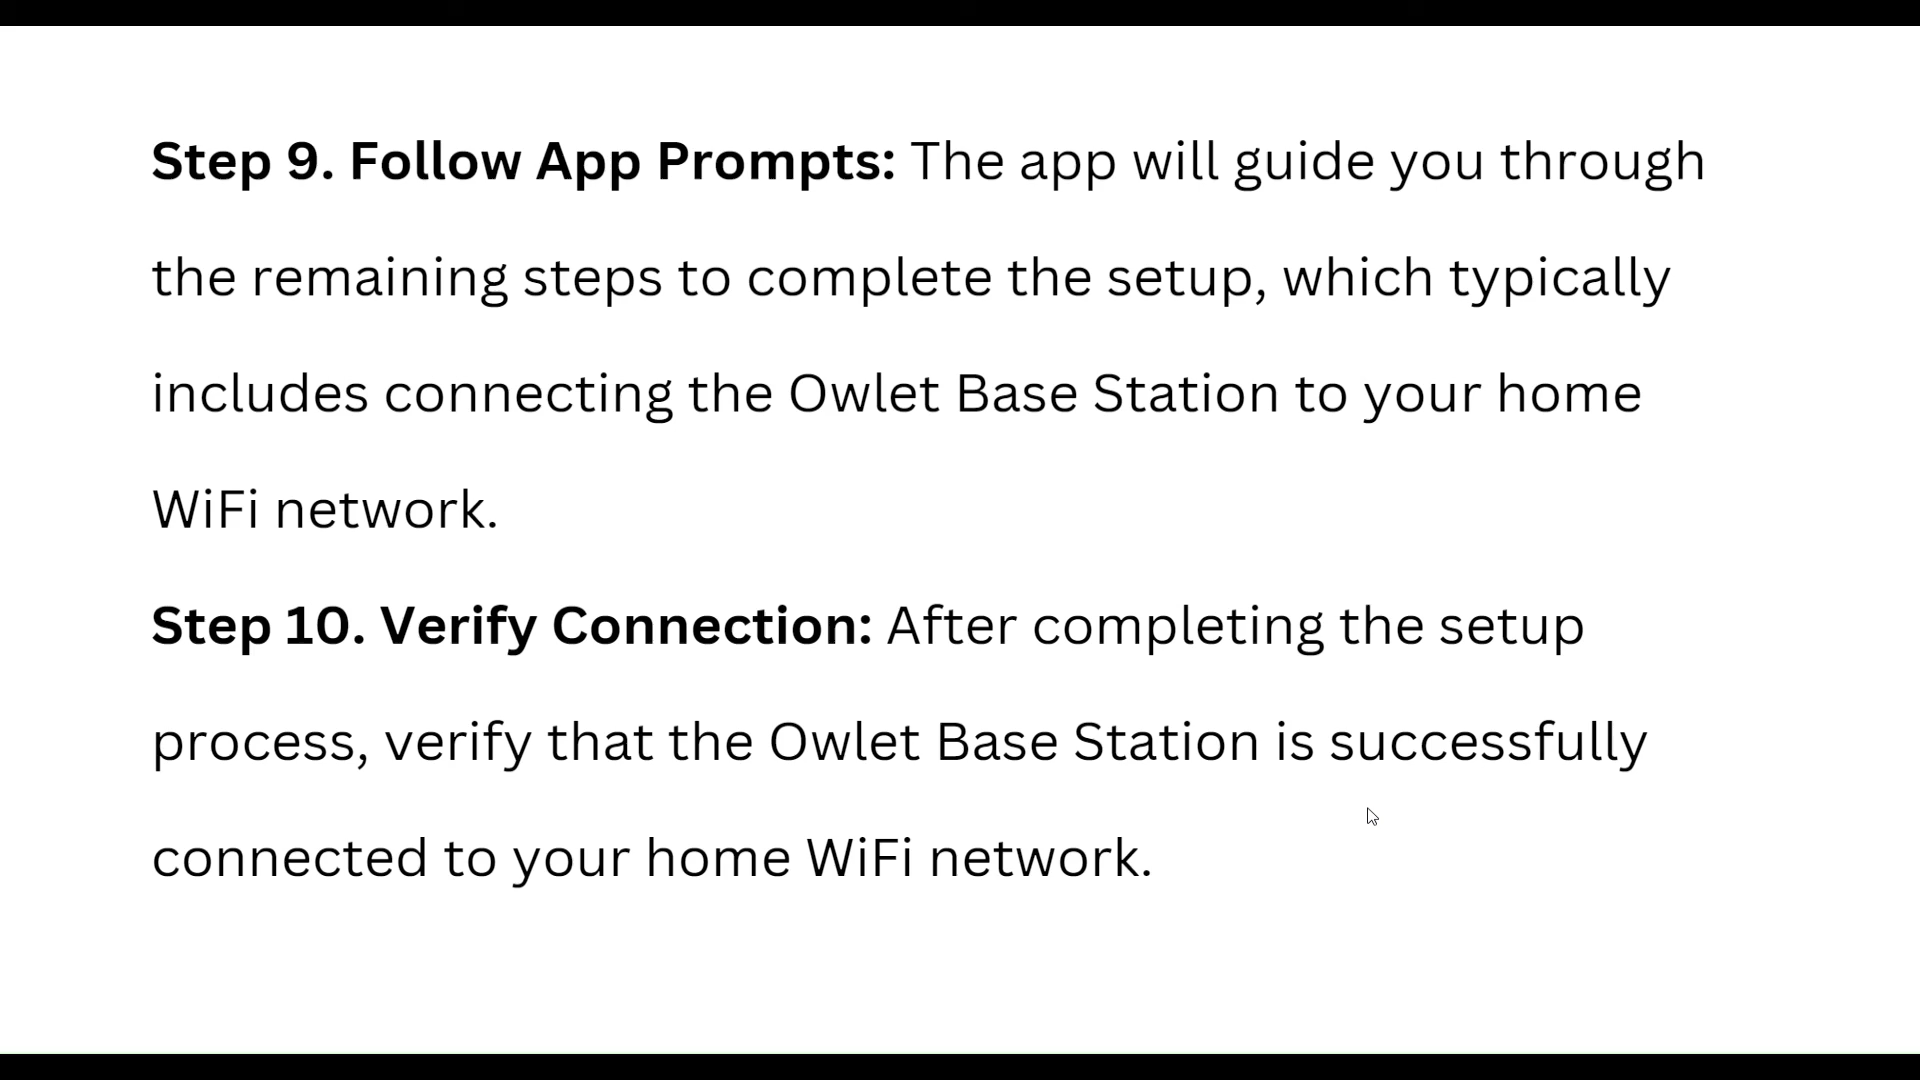 Step 9. Follow App Prompts: The app will guide you through
the remaining steps to complete the setup, which typically
includes connecting the Owlet Base Station to your home
WiFi network.
Step 10. Verify Connection: After completing the setup
process, verify that the Owlet Base Station is successfully
connected to your home WiFi network.